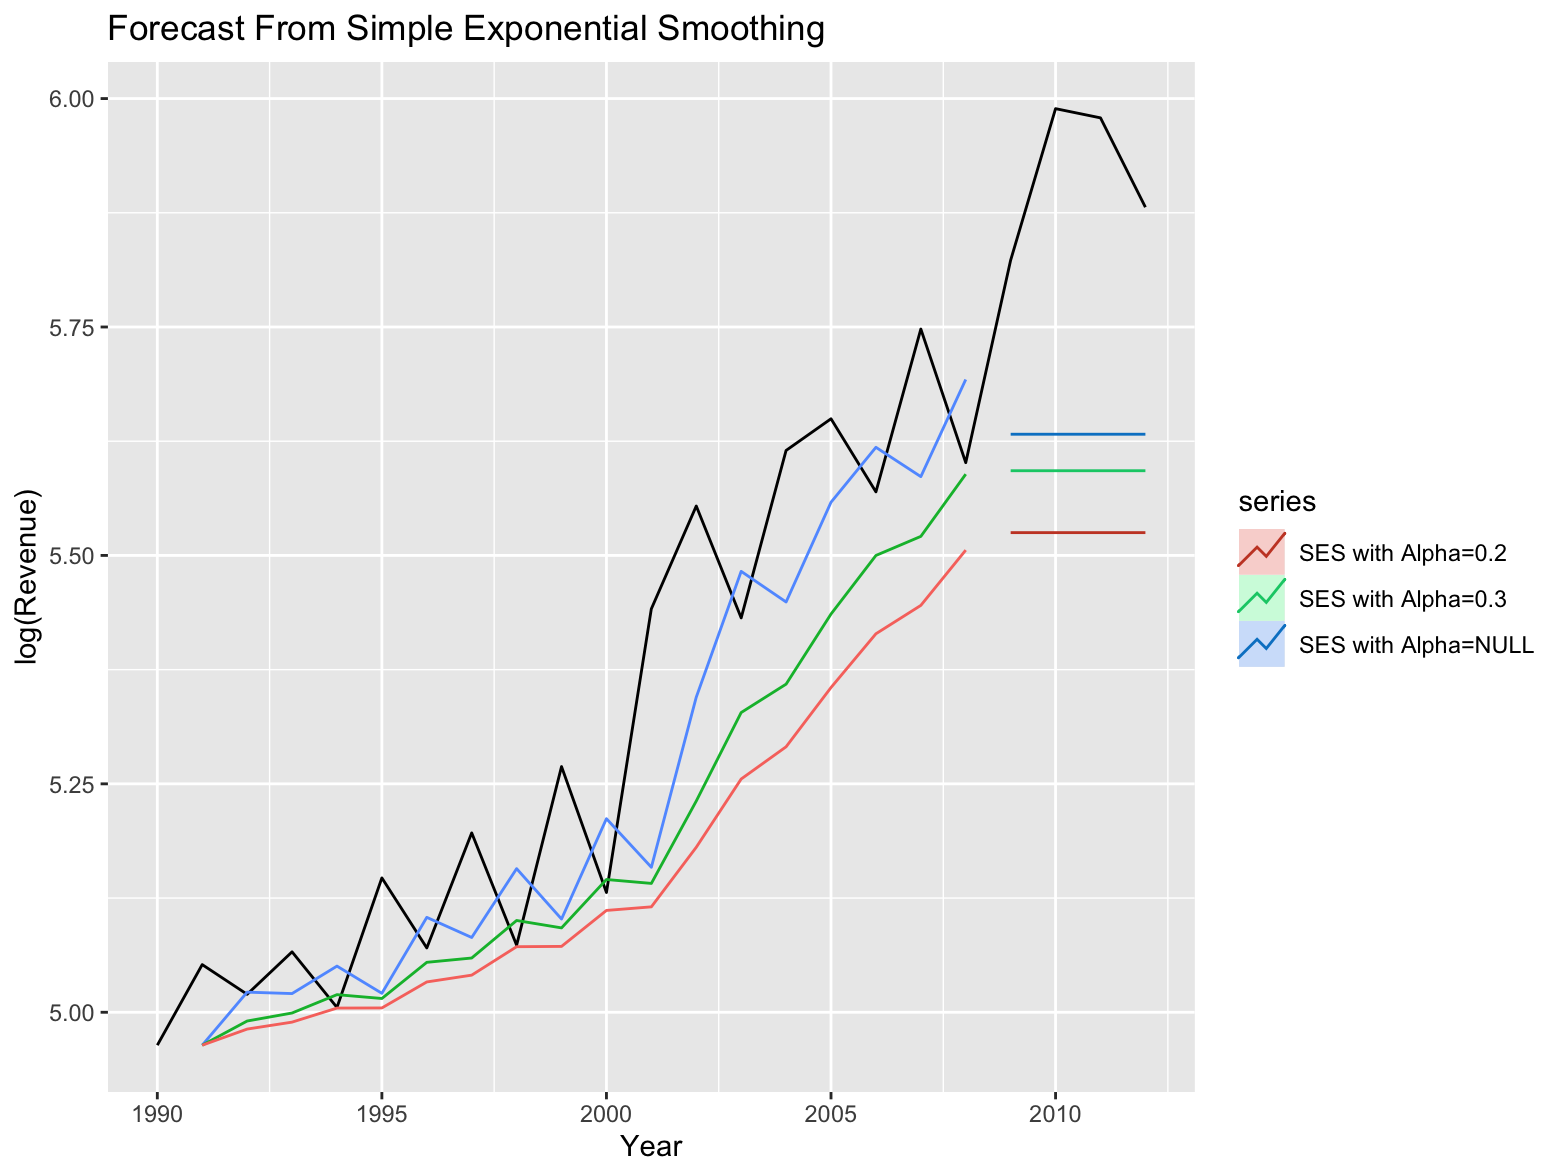 Forecast From Simple Exponential Smoothing
6.00
5.75
5.50
5.25
5.00
log(Revenue)
1990 1995 2000 2005 2010
Year
series
SES with Alpha=0.2
SES with Alpha=0.3
SES with Alpha=NULL